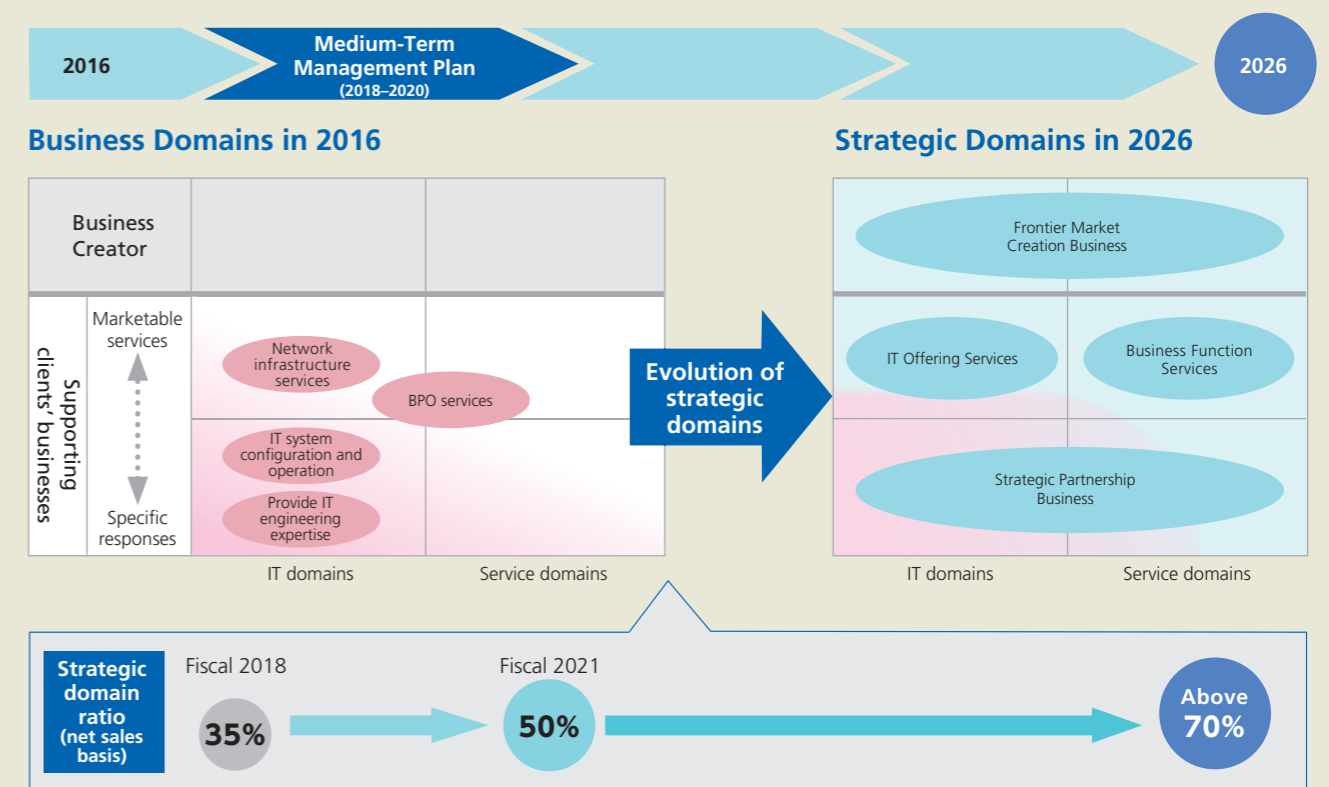 2016
Medium-Term
Management Plan
(2018–2020)
2026
Business Domains in 2016
Strategic Domains in 2026
Business
Creator
Supporting
clients’ businesses
Marketable
services
Specific
responses
Network
infrastructure
services
BPO services
IT system
configuration and
operation
Provide IT
engineering
expertise
IT domains
Service domains
Evolution of
strategic
domains
Frontier Market
Creation Business
IT Offering Services
Business Function
Services
Strategic Partnership
Business
IT domains
Service domains
Strategic
domain
ratio
(net sales
basis)
Fiscal 2018
35%
Fiscal 2021
50%
Above
70%